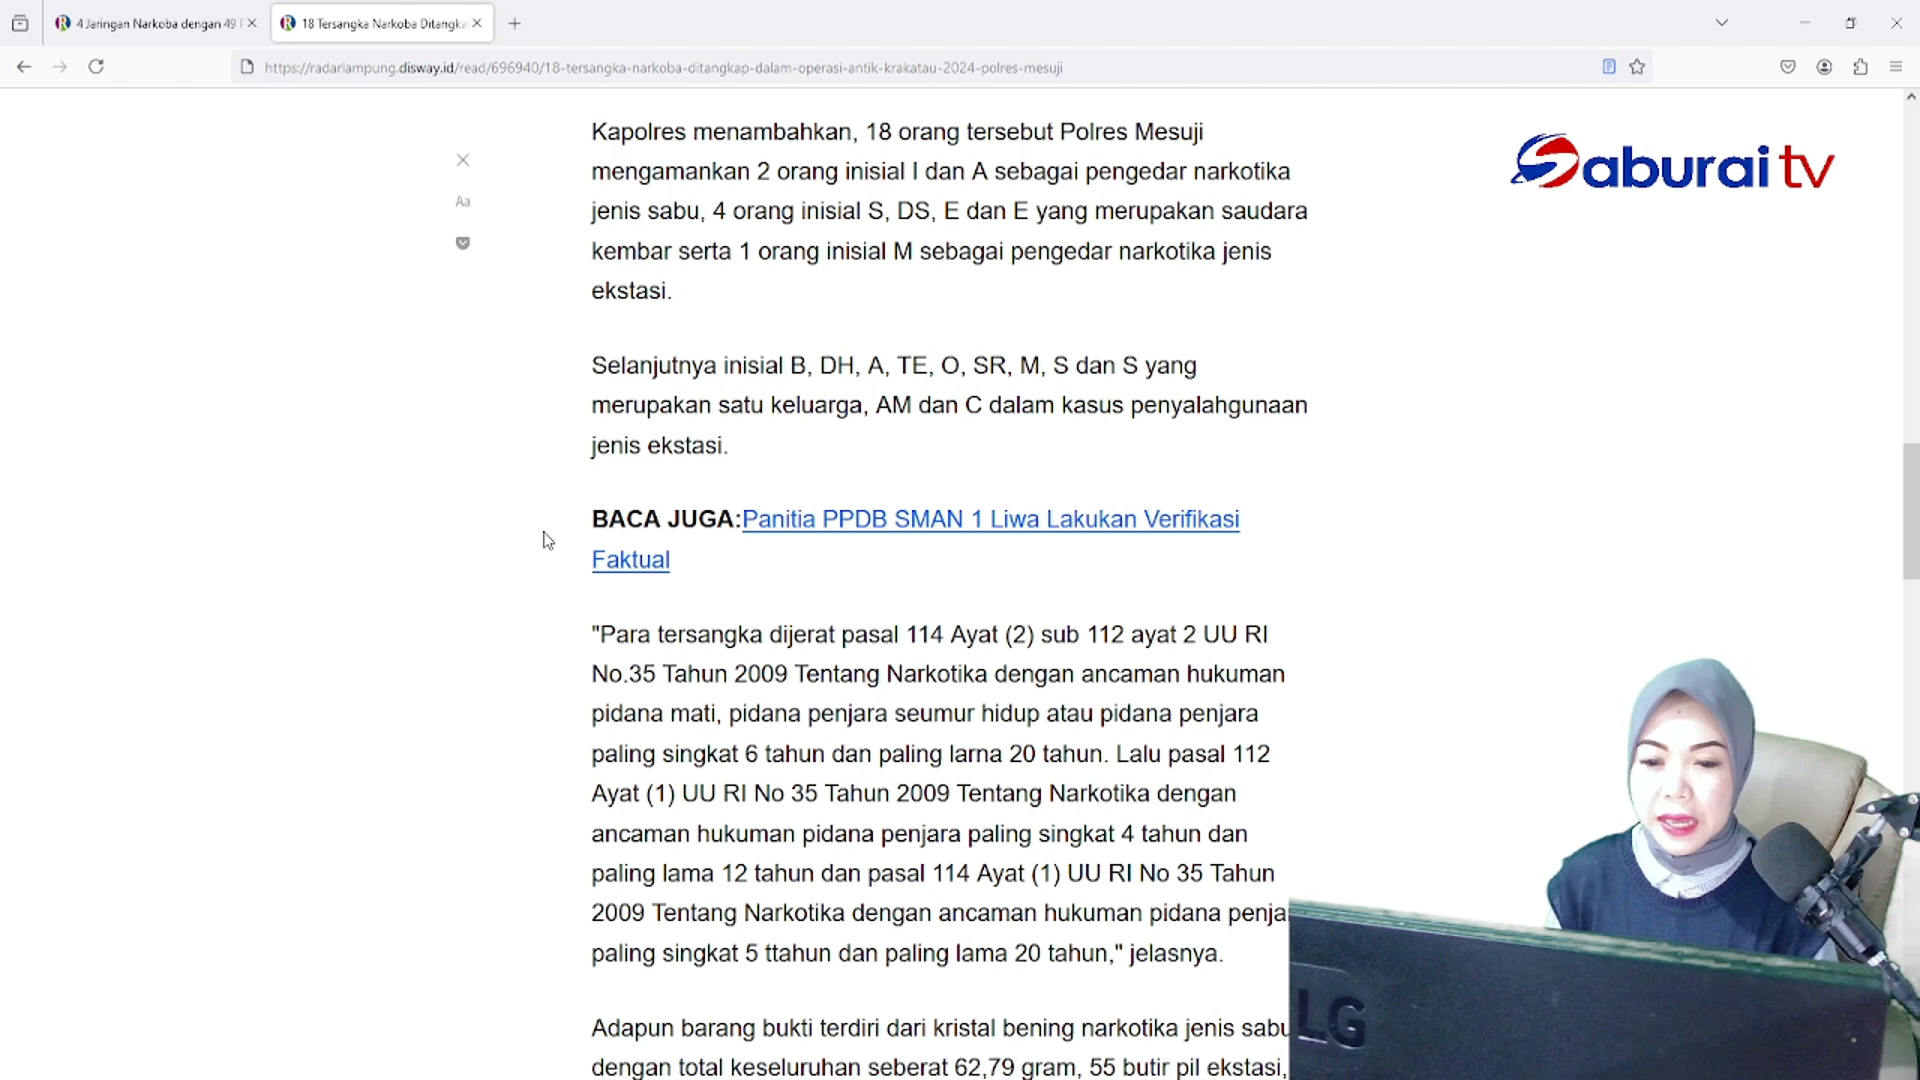 4 Jaringan Narkoba dengan 49
18 Tersangka Narkoba Ditangka
https://radarlampung.disway.id/read/696940/18-tersangka-narkoba-ditangkap-dalam-operasi-antik-krakatau-2024-polres-mesuji
Saburai tv
Aa
Kapolres menambahkan, 18 orang tersebut Polres Mesuji
mengamankan 2 orang inisial I dan A sebagai pengedar narkotika
jenis sabu, 4 orang inisial S, DS, E dan E yang merupakan saudara
kembar serta 1 orang inisial M sebagai pengedar narkotika jenis
ekstasi.
Selanjutnya inisial B, DH, A, TE, O, SR, M, S dan S yang
merupakan satu keluarga, AM dan C dalam kasus penyalahgunaan
jenis ekstasi.
BACA JUGA:Panitia PPDB SMAN 1 Liwa Lakukan Verifikasi
Faktual
"Para tersangka dijerat pasal 114 Ayat (2) sub 112 ayat 2 UU RI
No.35 Tahun 2009 Tentang Narkotika dengan ancaman hukuman
pidana mati, pidana penjara seumur hidup atau pidana penjara
paling singkat 6 tahun dan paling larna 20 tahun. Lalu pasal 112
Ayat (1) UU RI No 35 Tahun 2009 Tentang Narkotika dengan
ancaman hukuman pidana penjara paling singkat 4 tahun dan
paling lama 12 tahun dan pasal 114 Ayat (1) UU RI No 35 Tahun
2009 Tentang Narkotika dengan ancaman hukuman pidana penja
paling singkat 5 ttahun dan paling lama 20 tahun," jelasnya.
Adapun barang bukti terdiri dari kristal bening narkotika jenis sabu
dengan total keseluruhan seberat 62,79 gram, 55 butir pil ekstasi,
LG